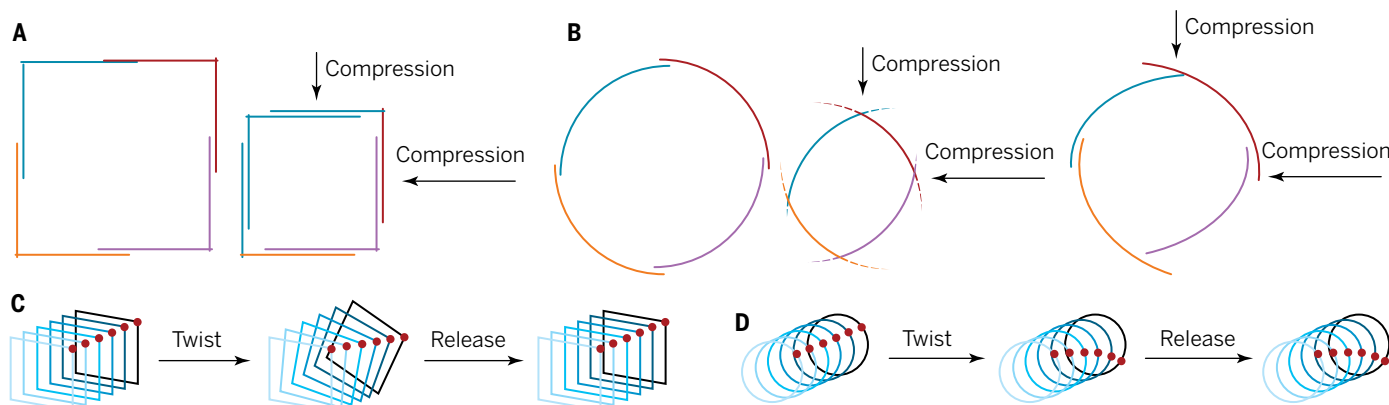 A
Compression
Compression
B
Compression
Compression
Compression
Compression
C
Twist
Release
D
Twist
Release